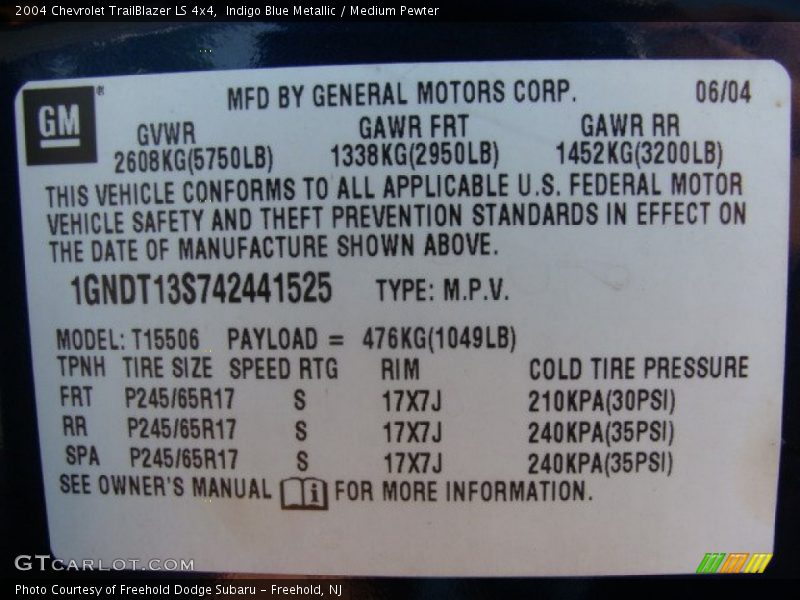 2004 Chevrolet TrailBlazer LS 4x4,  Indigo Blue Metallic / Medium Pewter
GM ®
MFD BY GENERAL MOTORS CORP. 06/04
GVWR GAWR FRT GAWR RR
2608KG(5750LB) 1338KG(2950LB) 1452KG(3200LB)
THIS VEHICLE CONFORMS TO ALL APPLICABLE U.S. FEDERAL MOTOR
VEHICLE SAFETY AND THEFT PREVENTION STANDARDS IN EFFECT ON
THE DATE OF MANUFACTURE SHOWN ABOVE.
1GNDT13S742441525 TYPE: M.P.V.
MODEL: T15506 PAYLOAD = 476KG(1049LB)
TPNH TIRE SIZE SPEED RTG RIM COLD TIRE PRESSURE
FRT P245/65R17 S 17X7J 210KPA(30PSI)
RR P245/65R17 S 17X7J 240KPA(35PSI)
SPA P245/65R17 S 17X7J 240KPA(35PSI)
SEE OWNER'S MANUAL i FOR MORE INFORMATION.
GTCARLOT.COM
Photo Courtesy of Freehold Dodge Subaru – Freehold, NJ